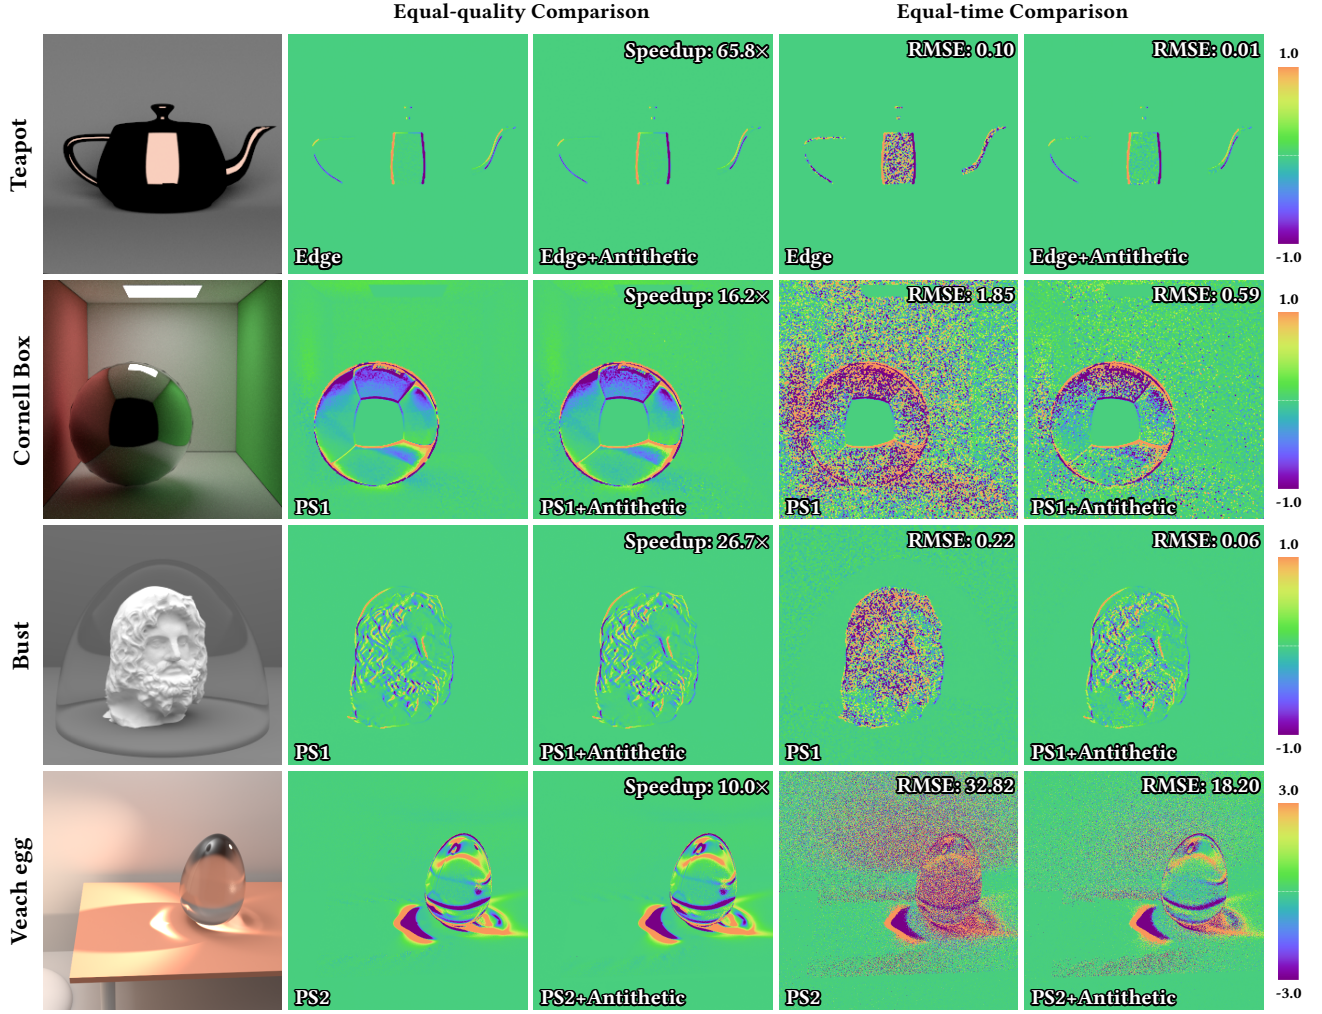 Equal-quality Comparison
Equal-time Comparison
Teapot
Edge
Speedup: 65.8×
Edge+Antithetic
RMSE: 0.10
Edge
RMSE: 0.01
Edge+Antithetic
1.0
-1.0
Cornell Box
PS1
Speedup: 16.2×
PS1+Antithetic
RMSE: 1.85
PS1
RMSE: 0.59
PS1+Antithetic
1.0
-1.0
Bust
PS1
Speedup: 26.7×
PS1+Antithetic
RMSE: 0.22
PS1
RMSE: 0.06
PS1+Antithetic
1.0
-1.0
Veach egg
PS2
Speedup: 10.0×
PS2+Antithetic
RMSE: 32.82
PS2
RMSE: 18.20
PS2+Antithetic
3.0
-3.0